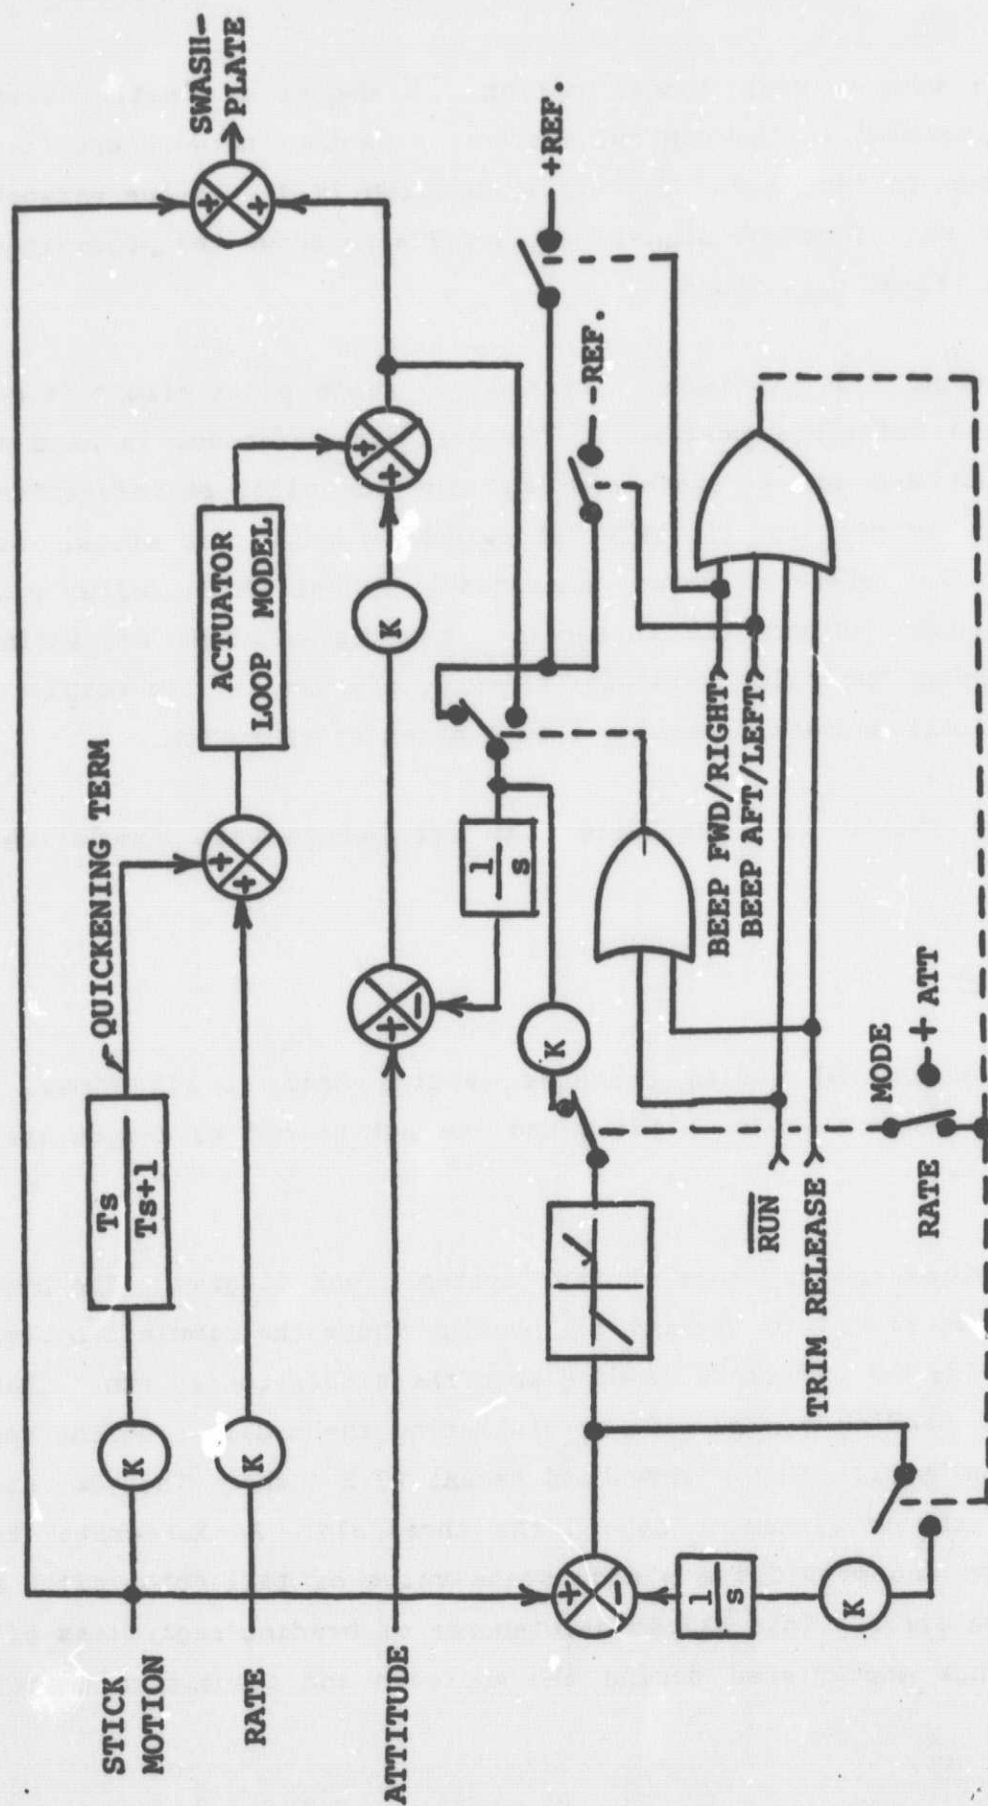 STICK
MOTION
K
Ts
Ts+1
QUICKENING TERM
RATE
K
+
+
ACTUATOR
LOOP MODEL
+
+
SWASH-
PLATE
+
+
ATTITUDE
+
-
K
1
s
K
+REF.
-REF.
+
-
1
s
K
RUN
TRIM RELEASE
BEEP FWD/RIGHT
BEEP AFT/LEFT
MODE
RATE
ATT